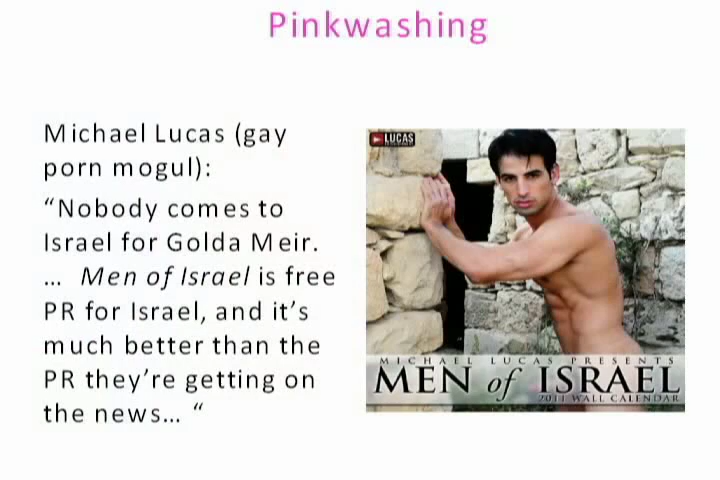 Pinkwashing
Michael Lucas (gay
porn mogul):
“Nobody comes to
Israel for Golda Meir.
… Men of Israel is free
PR for Israel, and it’s
much better than the
PR they’re getting on
the news… “
LUCAS
MICHAEL LUCAS PRESENTS
MEN of ISRAEL
2011 WALL CALENDAR